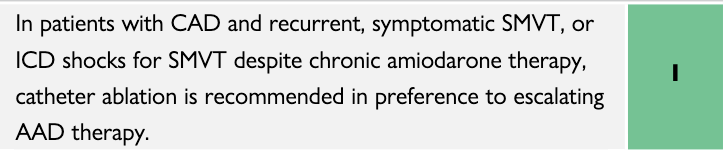 In patients with CAD and recurrent, symptomatic SMVT, or
ICD shocks for SMVT despite chronic amiodarone therapy,
catheter ablation is recommended in preference to escalating
AAD therapy.
I